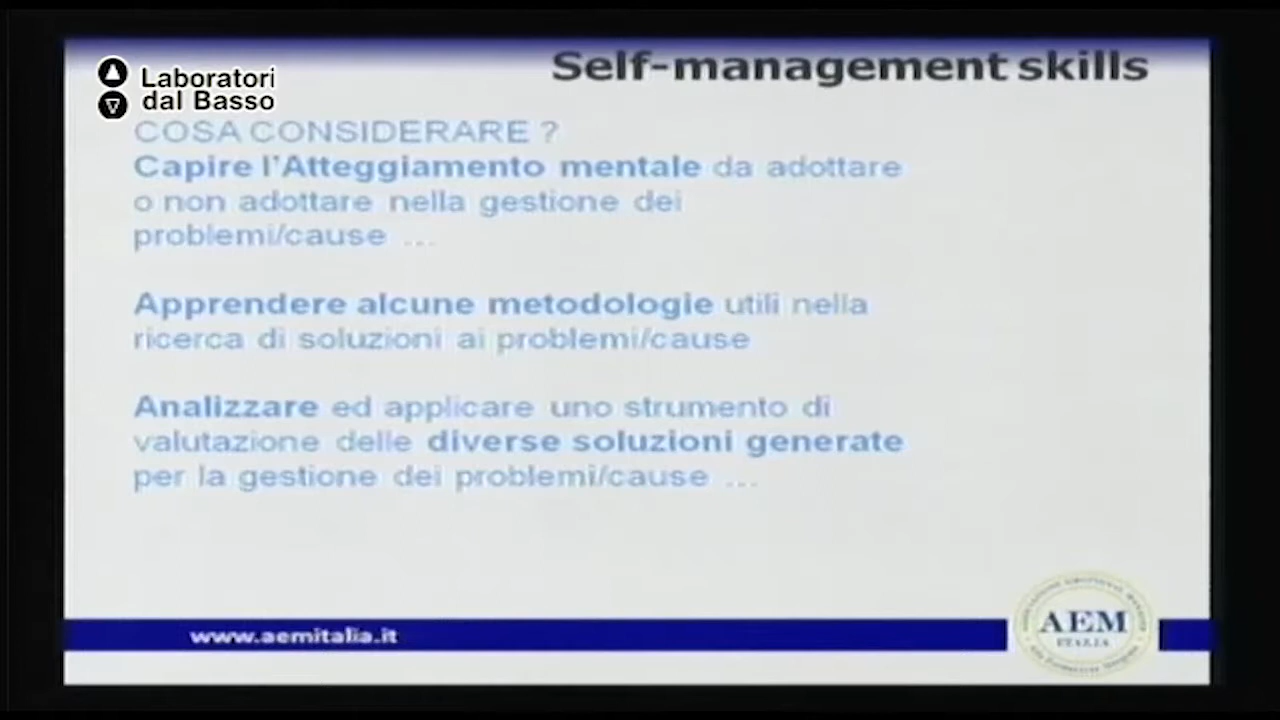 Self-management skills
Laboratori
dal Basso
COSA CONSIDERARE ?
Capire l'Atteggiamento mentale da adottare
o non adottare nella gestione dei
problemi/cause ...
Apprendere alcune metodologie utili nella
ricerca di soluzioni ai problemi/cause
Analizzare ed applicare uno strumento di
valutazione delle diverse soluzioni generate
per la gestione dei problemi/cause ...
www.aemitalia.it
AEM
ITALIA